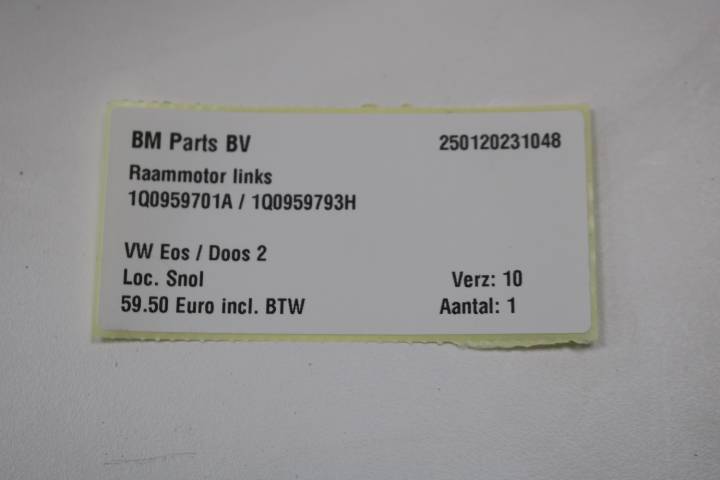 BM Parts BV 250120231048
Raammotor links
1Q0959701A / 1Q0959793H
VW Eos / Doos 2
Loc. Snol Verz: 10
59.50 Euro incl. BTW Aantal: 1